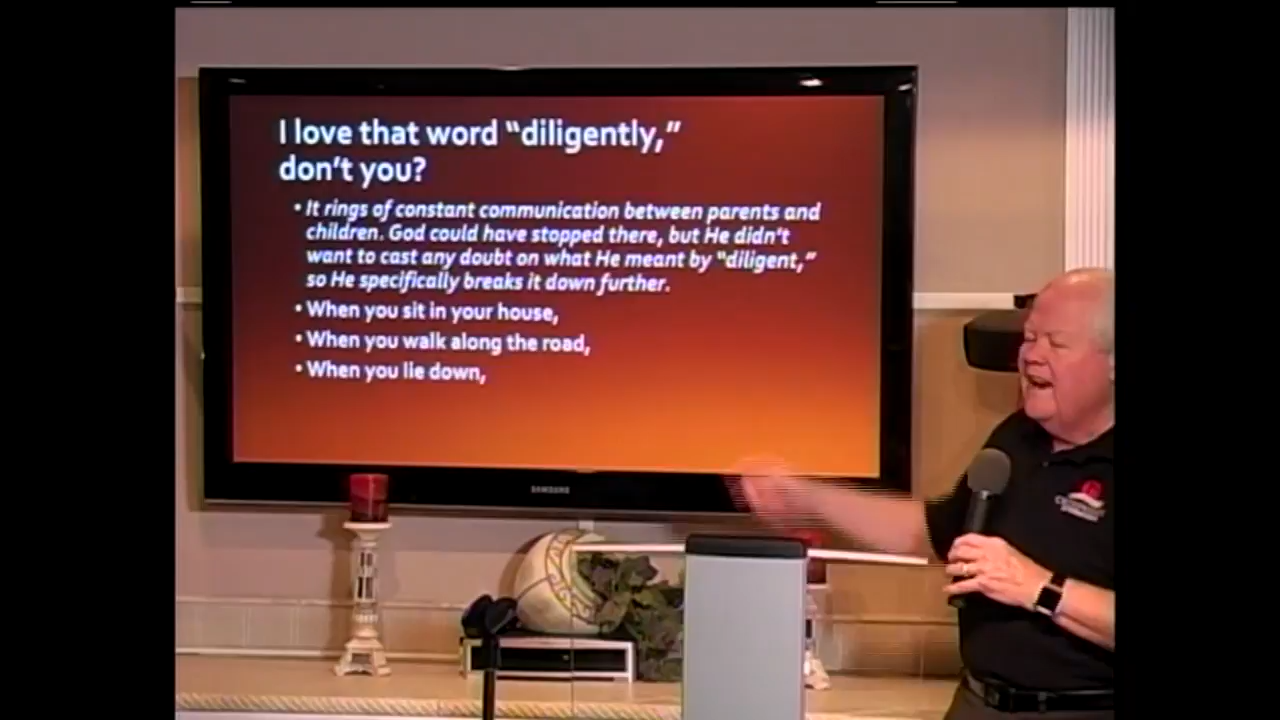 I love that word “diligently,”
don’t you?
• It rings of constant communication between parents and
children. God could have stopped there, but He didn’t
want to cast any doubt on what He meant by “diligent,”
so He specifically breaks it down further.
• When you sit in your house,
• When you walk along the road,
• When you lie down,
SAMSUNG